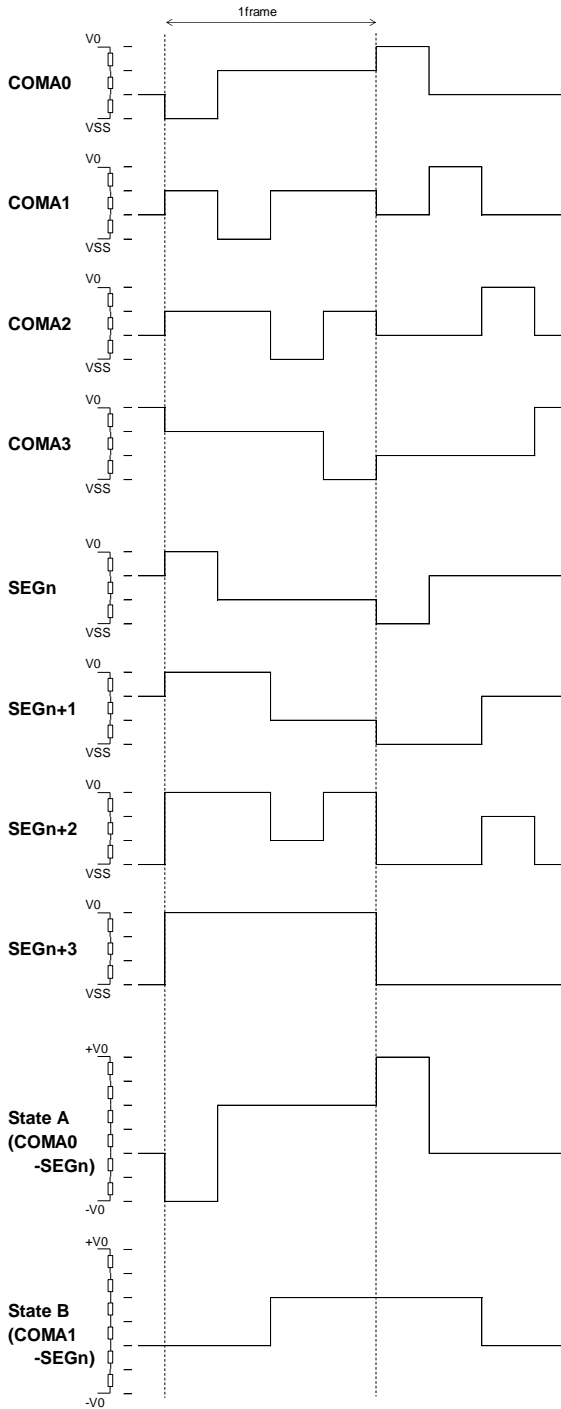 1frame
V0
COMA0
VSS
V0
COMA1
VSS
V0
COMA2
VSS
V0
COMA3
VSS
V0
SEGn
VSS
V0
SEGn+1
VSS
V0
SEGn+2
VSS
V0
SEGn+3
VSS
+V0
State A
(COMA0
-SEGn)
-V0
+V0
State B
(COMA1
-SEGn)
-V0